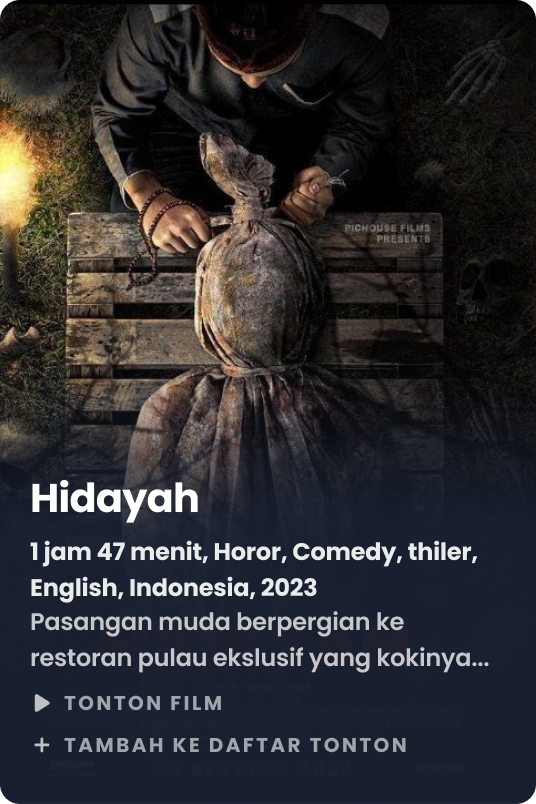 PICHOUSE FILMS
PRESENTS
Hidayah
1 jam 47 menit, Horor, Comedy, thiler,
English, Indonesia, 2023
Pasangan muda berpergian ke
restoran pulau ekslusif yang kokinya...
TONTON FILM
TAMBAH KE DAFTAR TONTON